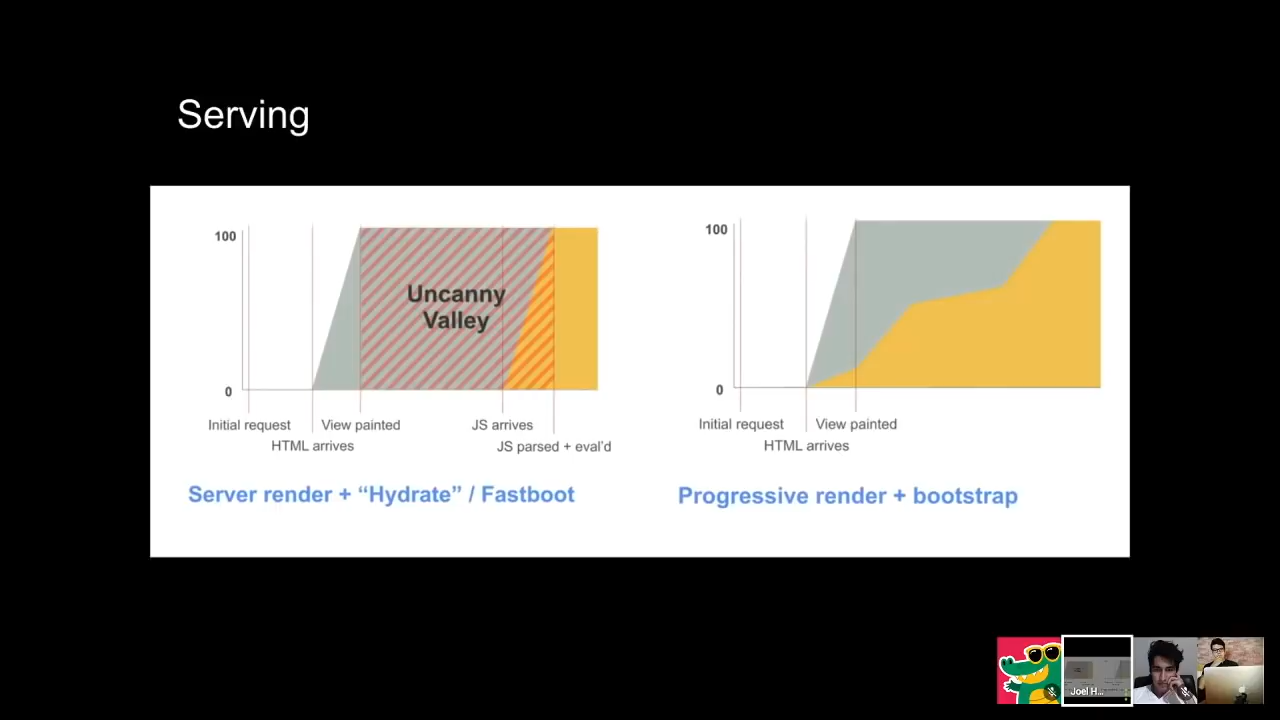 Serving
100
Uncanny
Valley
0
Initial request
View painted
JS arrives
HTML arrives
JS parsed + eval'd
Server render + “Hydrate” / Fastboot
100
0
Initial request
View painted
HTML arrives
Progressive render + bootstrap
Joel H...